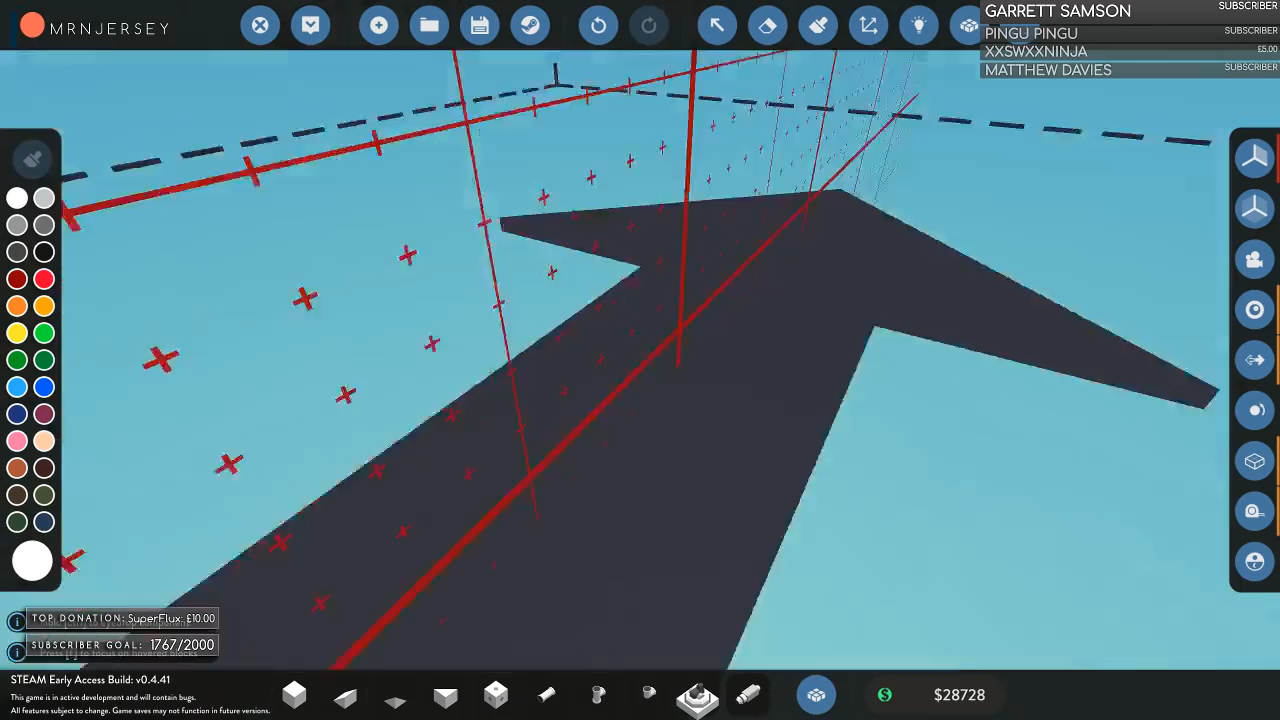 MRNJERSEY
GARRETT SAMSON SUBSCRIBER
PINGU PINGU SUBSCRIBER
XXSWXXNINJA £5.00
MATTHEW DAVIES SUBSCRIBER
TOP DONATION: SuperFlux: £10.00
SUBSCRIBER GOAL: 1767/2000
STEAM Early Access Build: v0.4.41
This game is in active development and will contain bugs.
All features subject to change. Game saves may not function in future versions.
$28728